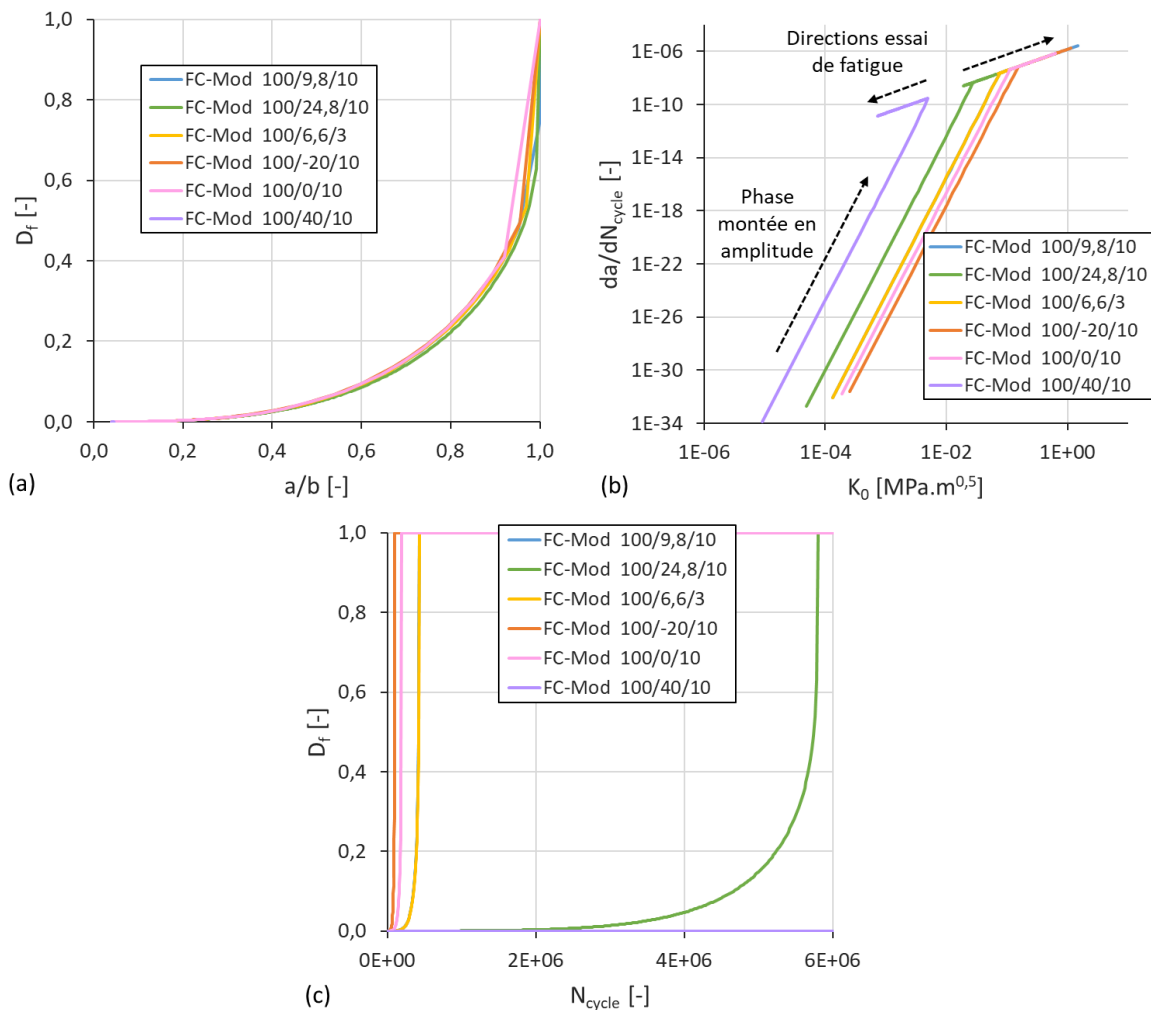 1,0
0,8
0,6
0,4
0,2
0,0
D_f [-]
FC-Mod 100/9,8/10
FC-Mod 100/24,8/10
FC-Mod 100/6,6/3
FC-Mod 100/-20/10
FC-Mod 100/0/10
FC-Mod 100/40/10
0,0 0,2 0,4 0,6 0,8 1,0
a/b [-]
(a)
1E-06
1E-10
1E-14
1E-18
1E-22
1E-26
1E-30
1E-34
da/dN_cycle [-]
Directions essai
de fatigue
Phase
montée en
amplitude
FC-Mod 100/9,8/10
FC-Mod 100/24,8/10
FC-Mod 100/6,6/3
FC-Mod 100/-20/10
FC-Mod 100/0/10
FC-Mod 100/40/10
1E-06 1E-04 1E-02 1E+00
K_0 [MPa.m^0,5]
(b)
1,0
0,8
0,6
0,4
0,2
0,0
D_f [-]
FC-Mod 100/9,8/10
FC-Mod 100/24,8/10
FC-Mod 100/6,6/3
FC-Mod 100/-20/10
FC-Mod 100/0/10
FC-Mod 100/40/10
0E+00 2E+06 4E+06 6E+06
N_cycle [-]
(c)